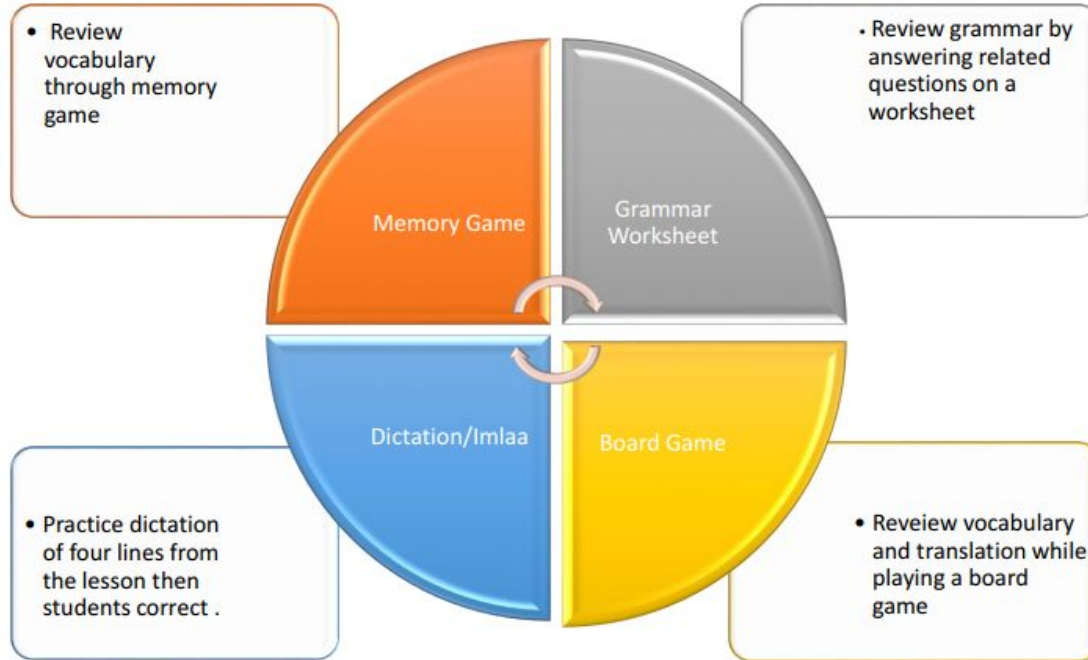 • Review
vocabulary
through memory
game
• Review grammar by
answering related
questions on a
worksheet
Memory Game
Grammar
Worksheet
Dictation/Imlaa
Board Game
• Practice dictation
of four lines from
the lesson then
students correct .
• Reveiew vocabulary
and translation while
playing a board
game